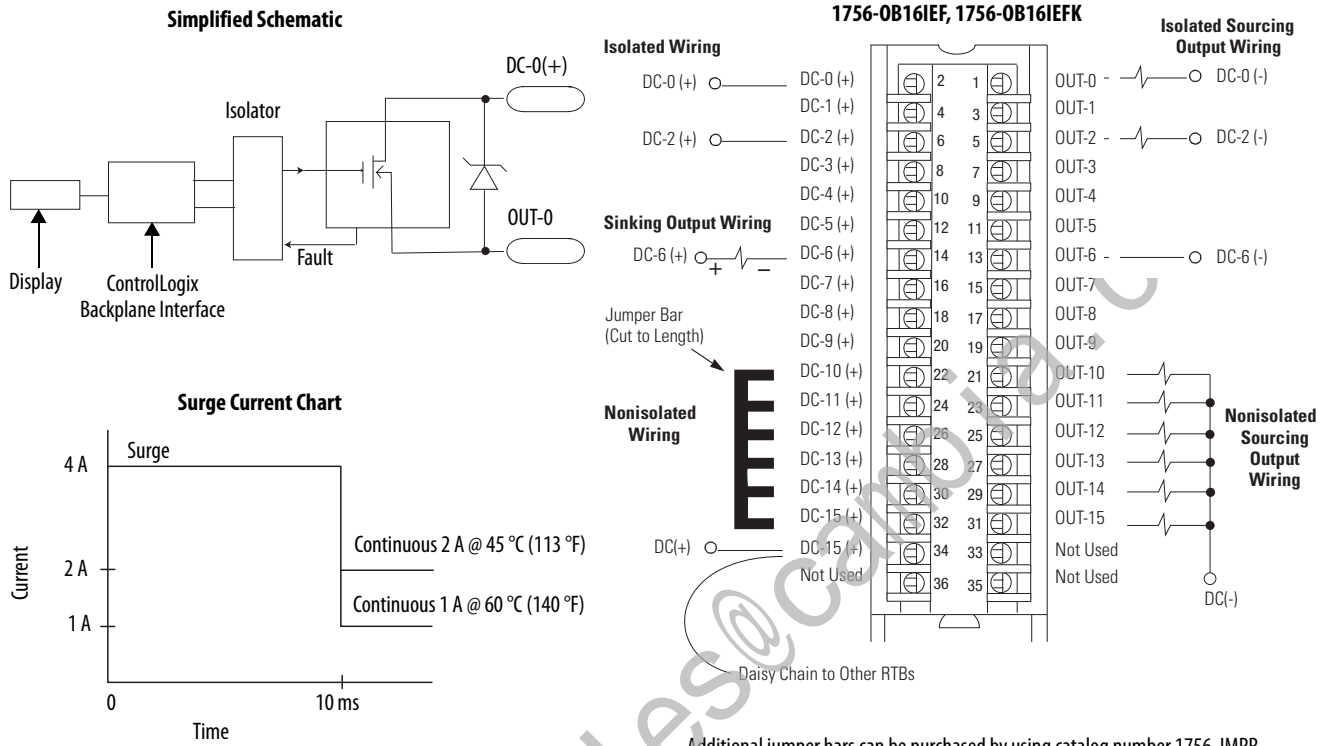 Simplified Schematic
DC-0(+)
Isolator
OUT-0
Fault
Display
ControlLogix
Backplane Interface
Surge Current Chart
4 A
Surge
Current
2 A
Continuous 2 A @ 45 °C (113 °F)
1 A
Continuous 1 A @ 60 °C (140 °F)
0
10 ms
Time
1756-OB16IEF, 1756-OB16IEFK
Isolated Wiring
Isolated Sourcing
Output Wiring
DC-0 (+) DC-0 (+) 2 1 OUT-0 DC-0 (-)
DC-1 (+) 4 3 OUT-1
DC-2 (+) DC-2 (+) 6 5 OUT-2 DC-2 (-)
DC-3 (+) 8 7 OUT-3
DC-4 (+) 10 9 OUT-4
Sinking Output Wiring
DC-5 (+) 12 11 OUT-5
DC-6 (+) + − DC-6 (+) 14 13 OUT-6 DC-6 (-)
DC-7 (+) 16 15 OUT-7
Jumper Bar
(Cut to Length)
DC-8 (+) 18 17 OUT-8
DC-9 (+) 20 19 OUT-9
DC-10 (+) 22 21 OUT-10
DC-11 (+) 24 23 OUT-11
Nonisolated
Wiring
DC-12 (+) 26 25 OUT-12
DC-13 (+) 28 27 OUT-13
DC-14 (+) 30 29 OUT-14
DC-15 (+) 32 31 OUT-15
Nonisolated
Sourcing
Output
Wiring
DC(+) DC-15 (+) 34 33 Not Used
Not Used 36 35 Not Used
DC(-)
Daisy Chain to Other RTBs
les@cambia.c